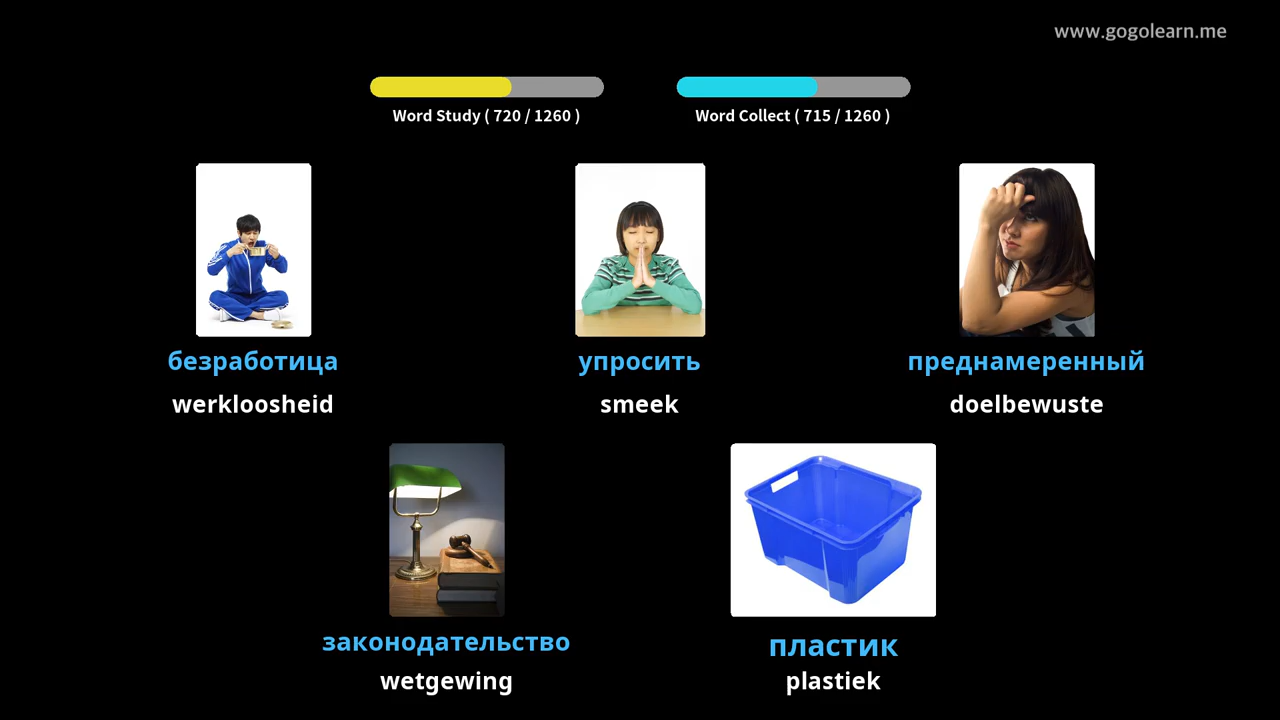 www.gogolearn.me
Word Study ( 720 / 1260 )
Word Collect ( 715 / 1260 )
безработица
упросить
преднамеренный
werkloosheid
smeek
doelbewuste
законодательство
пластик
wetgewing
plastiek